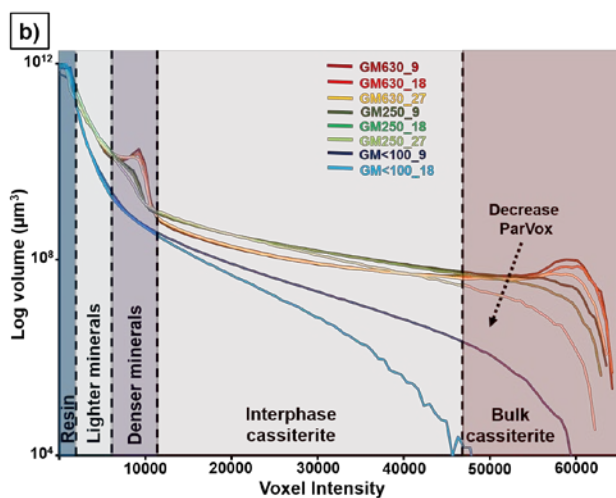 b)
10¹²
10⁸
10⁴
Log volume (µm³)
GM630_9
GM630_18
GM630_27
GM250_9
GM250_18
GM250_27
GM<100_9
GM<100_18
Decrease
ParVox
Resin
Lighter minerals
Denser minerals
Interphase
cassiterite
Bulk
cassiterite
10000
20000
30000
40000
50000
60000
Voxel Intensity